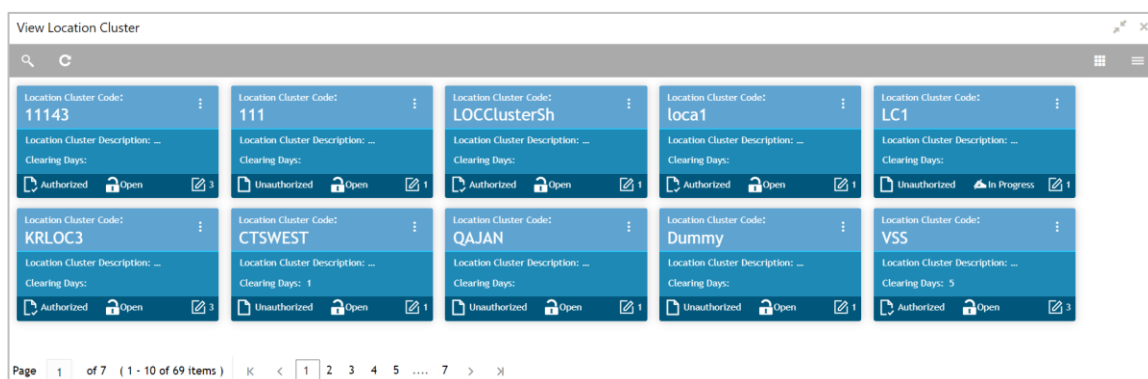 View Location Cluster
Location Cluster Code:
11143
Location Cluster Description: ...
Clearing Days:
Authorized Open 3
Location Cluster Code:
111
Location Cluster Description: ...
Clearing Days:
Unauthorized Open 1
Location Cluster Code:
LOCClusterSh
Location Cluster Description: ...
Clearing Days:
Authorized Open 1
Location Cluster Code:
loca1
Location Cluster Description: ...
Clearing Days:
Authorized Open 1
Location Cluster Code:
LC1
Location Cluster Description: ...
Clearing Days:
Unauthorized In Progress 1
Location Cluster Code:
KRLOC3
Location Cluster Description: ...
Clearing Days:
Authorized Open 3
Location Cluster Code:
CTSWEST
Location Cluster Description: ...
Clearing Days: 1
Unauthorized Open 1
Location Cluster Code:
QAJAN
Location Cluster Description: ...
Clearing Days:
Unauthorized Open 1
Location Cluster Code:
Dummy
Location Cluster Description: ...
Clearing Days:
Unauthorized Open 1
Location Cluster Code:
VSS
Location Cluster Description: ...
Clearing Days: 5
Authorized Open 3
Page 1 of 7 ( 1 - 10 of 69 items ) 1 2 3 4 5 .... 7